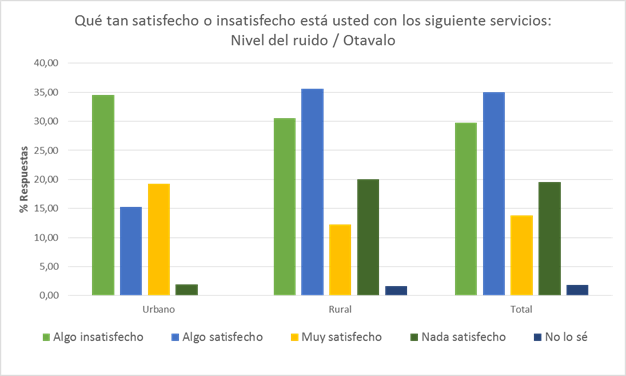 Qué tan satisfecho o insatisfecho está usted con los siguiente servicios:
Nivel del ruido / Otavalo
40,00
35,00
30,00
25,00
20,00
15,00
10,00
5,00
0,00
% Respuestas
Urbano Rural Total
Algo insatisfecho Algo satisfecho Muy satisfecho Nada satisfecho No lo sé